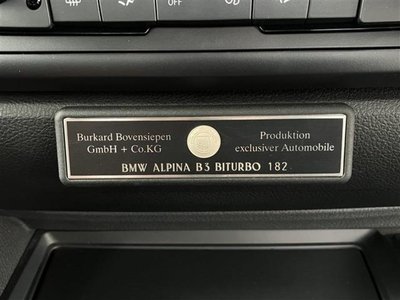 OFF
Burkard Bovensiepen
GmbH + Co.KG
Produktion
exclusiver Automobile
BMW ALPINA B3 BITURBO 182